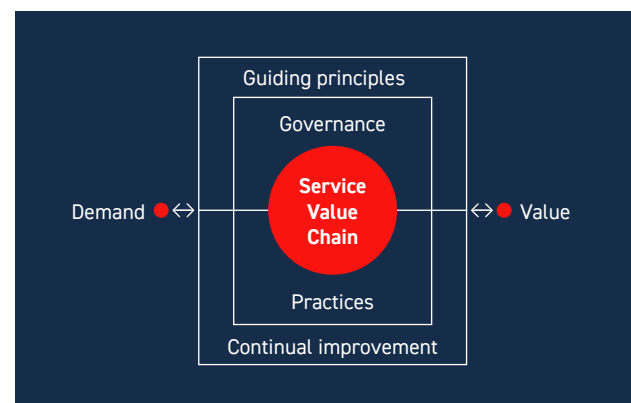 Guiding principles
Governance
Service
Value
Chain
Demand
Value
Practices
Continual improvement